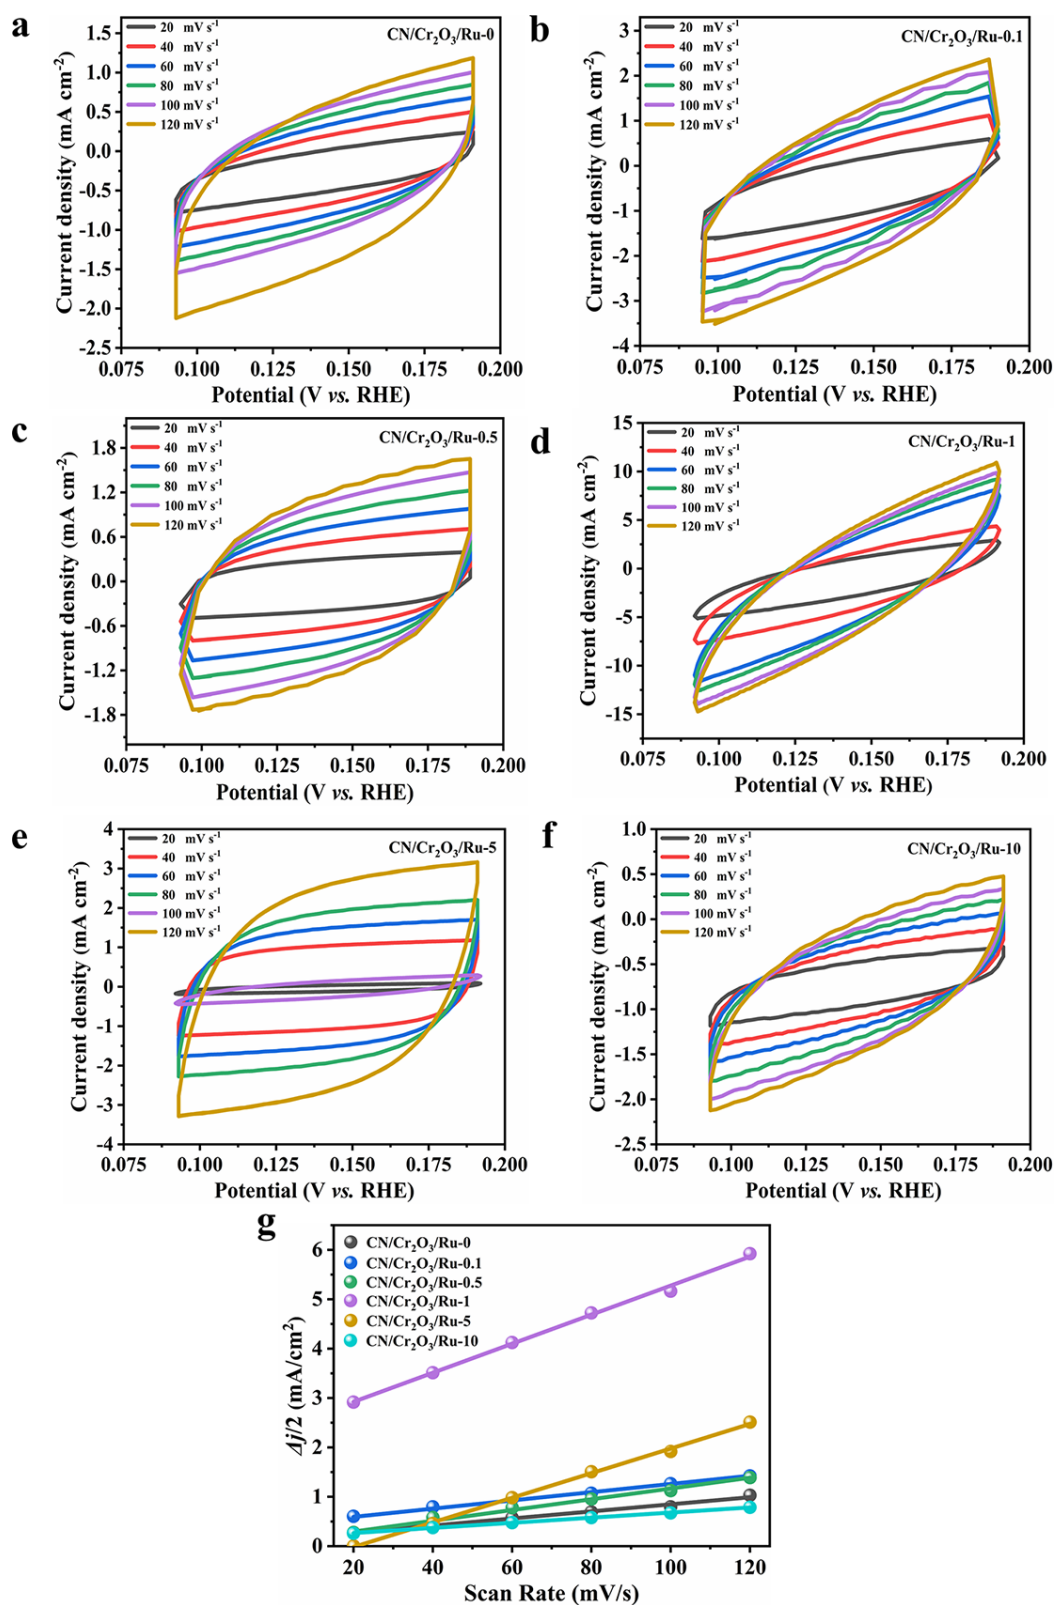 a
CN/Cr₂O₃/Ru-0
20 mV s⁻¹
40 mV s⁻¹
60 mV s⁻¹
80 mV s⁻¹
100 mV s⁻¹
120 mV s⁻¹
1.5
1.0
0.5
0.0
-0.5
-1.0
-1.5
-2.0
-2.5
Current density (mA cm⁻²)
0.075 0.100 0.125 0.150 0.175 0.200
Potential (V vs. RHE)
b
CN/Cr₂O₃/Ru-0.1
20 mV s⁻¹
40 mV s⁻¹
60 mV s⁻¹
80 mV s⁻¹
100 mV s⁻¹
120 mV s⁻¹
3
2
1
0
-1
-2
-3
-4
Current density (mA cm⁻²)
0.075 0.100 0.125 0.150 0.175 0.200
Potential (V vs. RHE)
c
CN/Cr₂O₃/Ru-0.5
20 mV s⁻¹
40 mV s⁻¹
60 mV s⁻¹
80 mV s⁻¹
100 mV s⁻¹
120 mV s⁻¹
1.8
1.2
0.6
0.0
-0.6
-1.2
-1.8
Current density (mA cm⁻²)
0.075 0.100 0.125 0.150 0.175 0.200
Potential (V vs. RHE)
d
CN/Cr₂O₃/Ru-1
20 mV s⁻¹
40 mV s⁻¹
60 mV s⁻¹
80 mV s⁻¹
100 mV s⁻¹
120 mV s⁻¹
15
10
5
0
-5
-10
-15
Current density (mA cm⁻²)
0.075 0.100 0.125 0.150 0.175 0.200
Potential (V vs. RHE)
e
CN/Cr₂O₃/Ru-5
20 mV s⁻¹
40 mV s⁻¹
60 mV s⁻¹
80 mV s⁻¹
100 mV s⁻¹
120 mV s⁻¹
4
3
2
1
0
-1
-2
-3
-4
Current density (mA cm⁻²)
0.075 0.100 0.125 0.150 0.175 0.200
Potential (V vs. RHE)
f
CN/Cr₂O₃/Ru-10
20 mV s⁻¹
40 mV s⁻¹
60 mV s⁻¹
80 mV s⁻¹
100 mV s⁻¹
120 mV s⁻¹
1.0
0.5
0.0
-0.5
-1.0
-1.5
-2.0
-2.5
Current density (mA cm⁻²)
0.075 0.100 0.125 0.150 0.175 0.200
Potential (V vs. RHE)
g
CN/Cr₂O₃/Ru-0
CN/Cr₂O₃/Ru-0.1
CN/Cr₂O₃/Ru-0.5
CN/Cr₂O₃/Ru-1
CN/Cr₂O₃/Ru-5
CN/Cr₂O₃/Ru-10
6
5
4
3
2
1
0
Δj/2 (mA/cm²)
20 40 60 80 100 120
Scan Rate (mV/s)